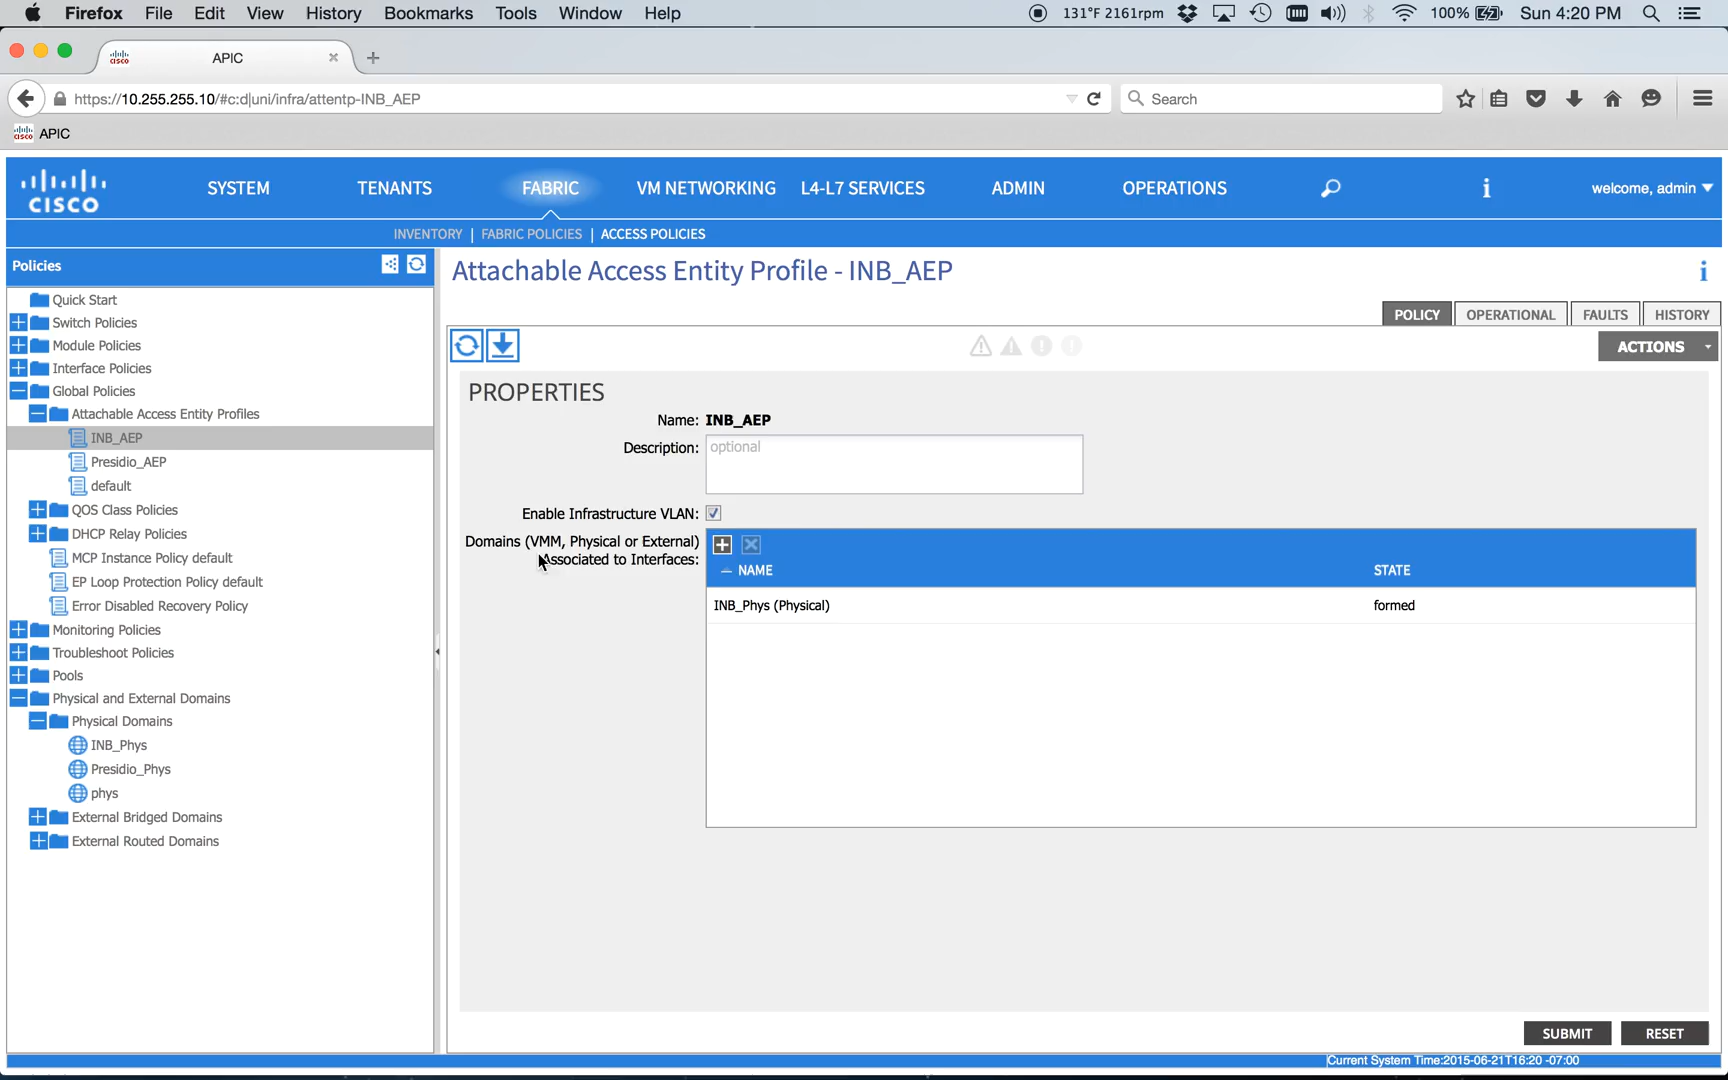 Firefox File Edit View History Bookmarks Tools Window Help 131°F 2161rpm 100% Sun 4:20 PM
APIC
https://10.255.255.10/#c:d|uni/infra/attentp-INB_AEP Search
APIC
CISCO SYSTEM TENANTS FABRIC VM NETWORKING L4-L7 SERVICES ADMIN OPERATIONS welcome, admin
INVENTORY | FABRIC POLICIES | ACCESS POLICIES
Policies
Quick Start
Switch Policies
Module Policies
Interface Policies
Global Policies
Attachable Access Entity Profiles
INB_AEP
Presidio_AEP
default
QOS Class Policies
DHCP Relay Policies
MCP Instance Policy default
EP Loop Protection Policy default
Error Disabled Recovery Policy
Monitoring Policies
Troubleshoot Policies
Pools
Physical and External Domains
Physical Domains
INB_Phys
Presidio_Phys
phys
External Bridged Domains
External Routed Domains
Attachable Access Entity Profile - INB_AEP
POLICY OPERATIONAL FAULTS HISTORY
ACTIONS
PROPERTIES
Name: INB_AEP
Description: optional
Enable Infrastructure VLAN:
Domains (VMM, Physical or External)
Associated to Interfaces:
NAME STATE
INB_Phys (Physical) formed
SUBMIT RESET
Current System Time:2015-06-21T16:20 -07:00